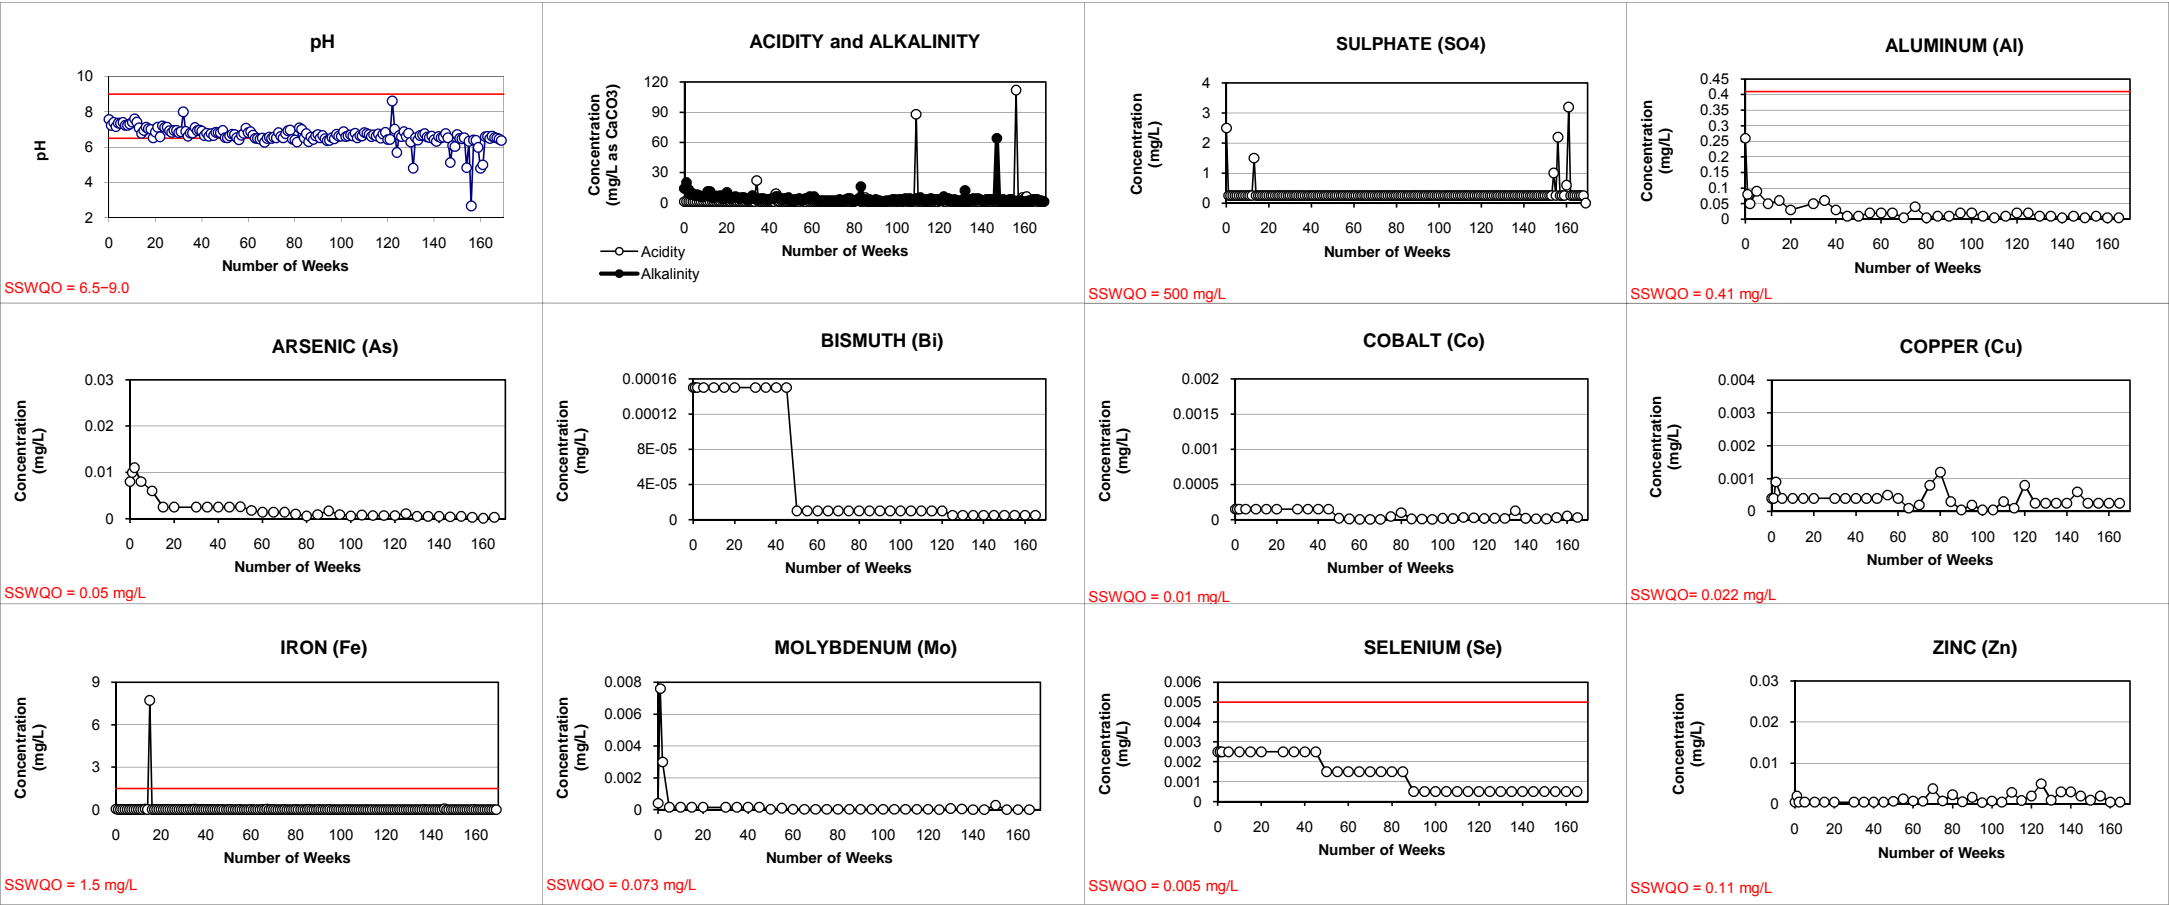 pH
10
8
6
4
2
0 20 40 60 80 100 120 140 160
pH
Number of Weeks
SSWQO = 6.5−9.0
ACIDITY and ALKALINITY
120
90
60
30
0
0 20 40 60 80 100 120 140 160
Concentration
(mg/L as CaCO3)
Number of Weeks
Acidity
Alkalinity
SULPHATE (SO4)
4
3
2
1
0
0 20 40 60 80 100 120 140 160
Concentration
(mg/L)
Number of Weeks
SSWQO = 500 mg/L
ALUMINUM (Al)
0.45
0.4
0.35
0.3
0.25
0.2
0.15
0.1
0.05
0
0 20 40 60 80 100 120 140 160
Concentration
(mg/L)
Number of Weeks
SSWQO = 0.41 mg/L
ARSENIC (As)
0.03
0.02
0.01
0
0 20 40 60 80 100 120 140 160
Concentration
(mg/L)
Number of Weeks
SSWQO = 0.05 mg/L
BISMUTH (Bi)
0.00016
0.00012
8E-05
4E-05
0
0 20 40 60 80 100 120 140 160
Concentration
(mg/L)
Number of Weeks
COBALT (Co)
0.002
0.0015
0.001
0.0005
0
0 20 40 60 80 100 120 140 160
Concentration
(mg/L)
Number of Weeks
SSWQO = 0.01 mg/L
COPPER (Cu)
0.004
0.003
0.002
0.001
0
0 20 40 60 80 100 120 140 160
Concentration
(mg/L)
Number of Weeks
SSWQO= 0.022 mg/L
IRON (Fe)
9
6
3
0
0 20 40 60 80 100 120 140 160
Concentration
(mg/L)
Number of Weeks
SSWQO = 1.5 mg/L
MOLYBDENUM (Mo)
0.008
0.006
0.004
0.002
0
0 20 40 60 80 100 120 140 160
Concentration
(mg/L)
Number of Weeks
SSWQO = 0.073 mg/L
SELENIUM (Se)
0.006
0.005
0.005
0.004
0.003
0.002
0.001
0
0 20 40 60 80 100 120 140 160
Concentration
(mg/L)
Number of Weeks
SSWQO = 0.005 mg/L
ZINC (Zn)
0.03
0.02
0.01
0
0 20 40 60 80 100 120 140 160
Concentration
(mg/L)
Number of Weeks
SSWQO = 0.11 mg/L